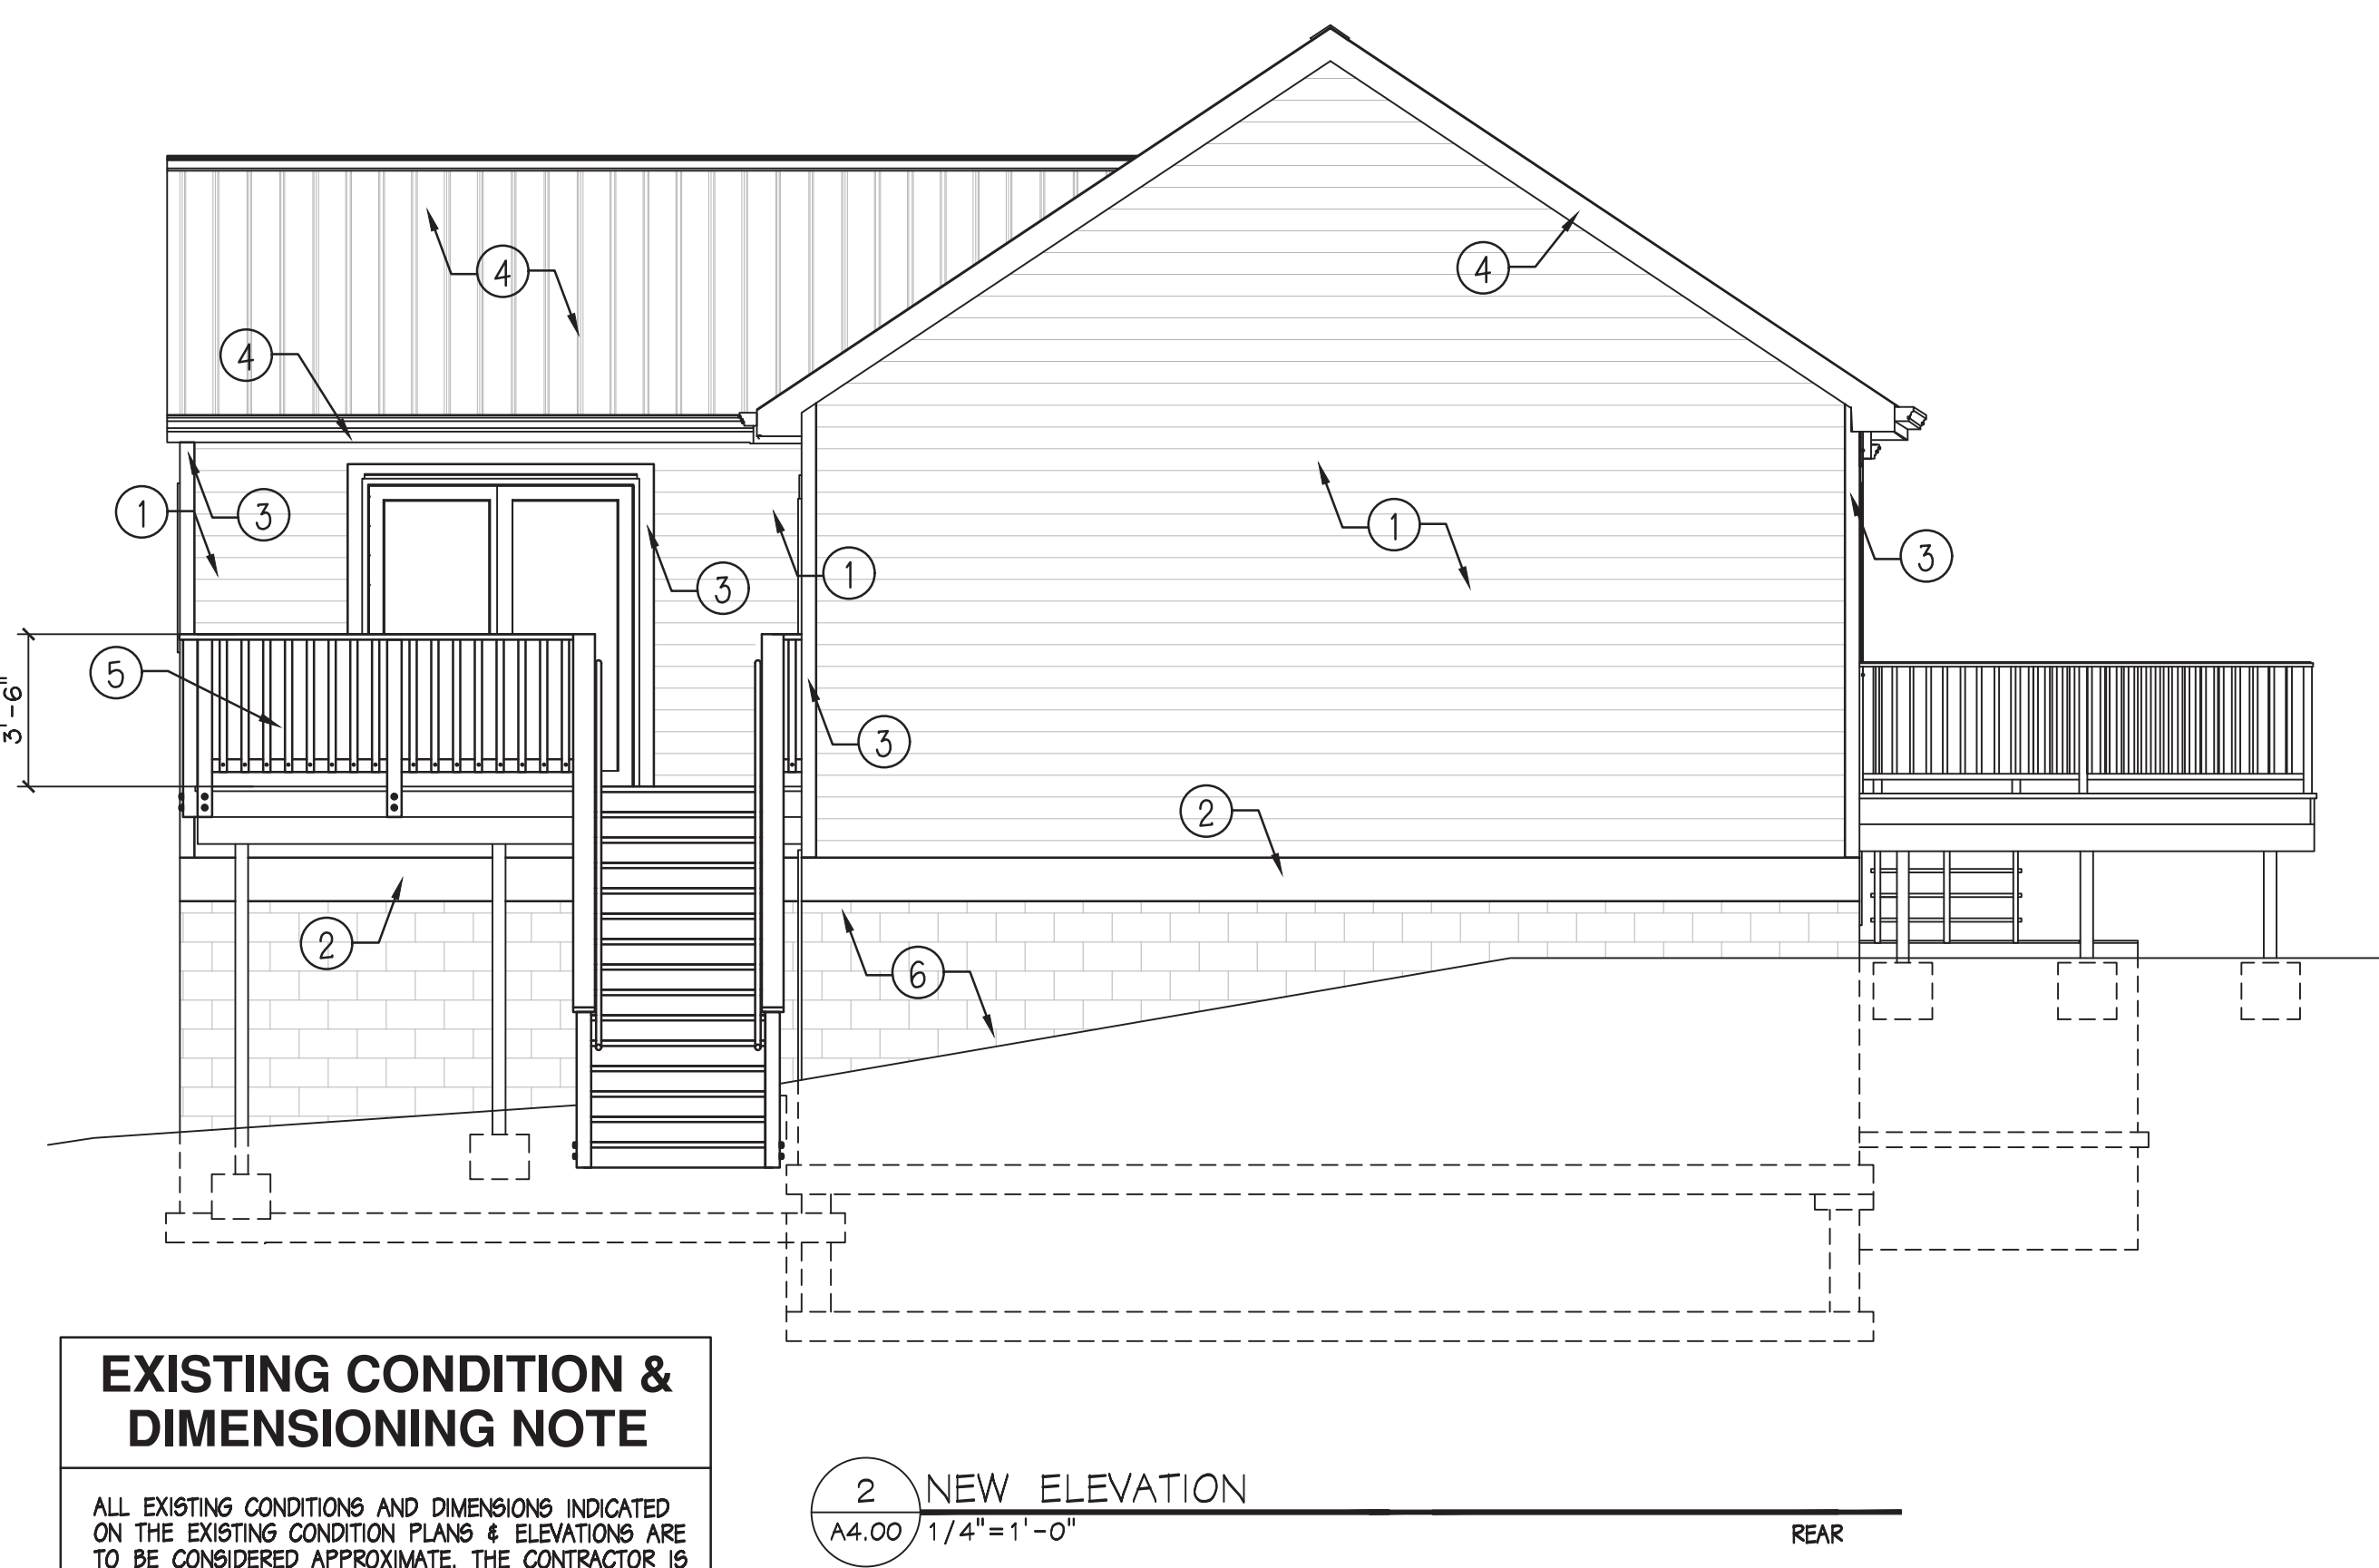 4
4
4
1
3
3
1
1
3
5
3'-6"
3
2
2
6
EXISTING CONDITION &
DIMENSIONING NOTE
ALL EXISTING CONDITIONS AND DIMENSIONS INDICATED
ON THE EXISTING CONDITION PLANS & ELEVATIONS ARE
TO BE CONSIDERED APPROXIMATE. THE CONTRACTOR IS
2
A4.00
NEW ELEVATION
1/4"=1'-0"
REAR